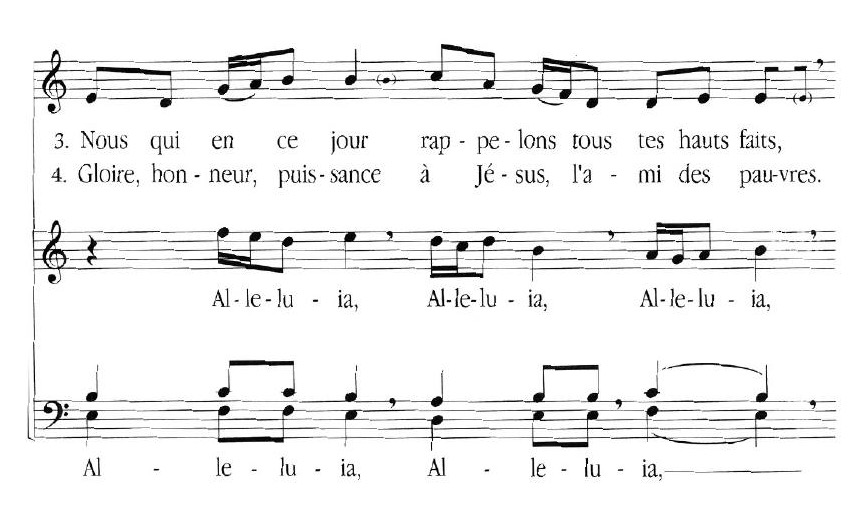 3. Nous qui en ce jour rap - pe - lons tous tes hauts faits,
4. Gloire, hon - neur, puis - sance à Jé - sus, l'a - mi des pau-vres.
Al - le - lu - ia, Al-le-lu - ia, Al-le-lu - ia,
Al - le - lu - ia, Al - le - lu - ia,